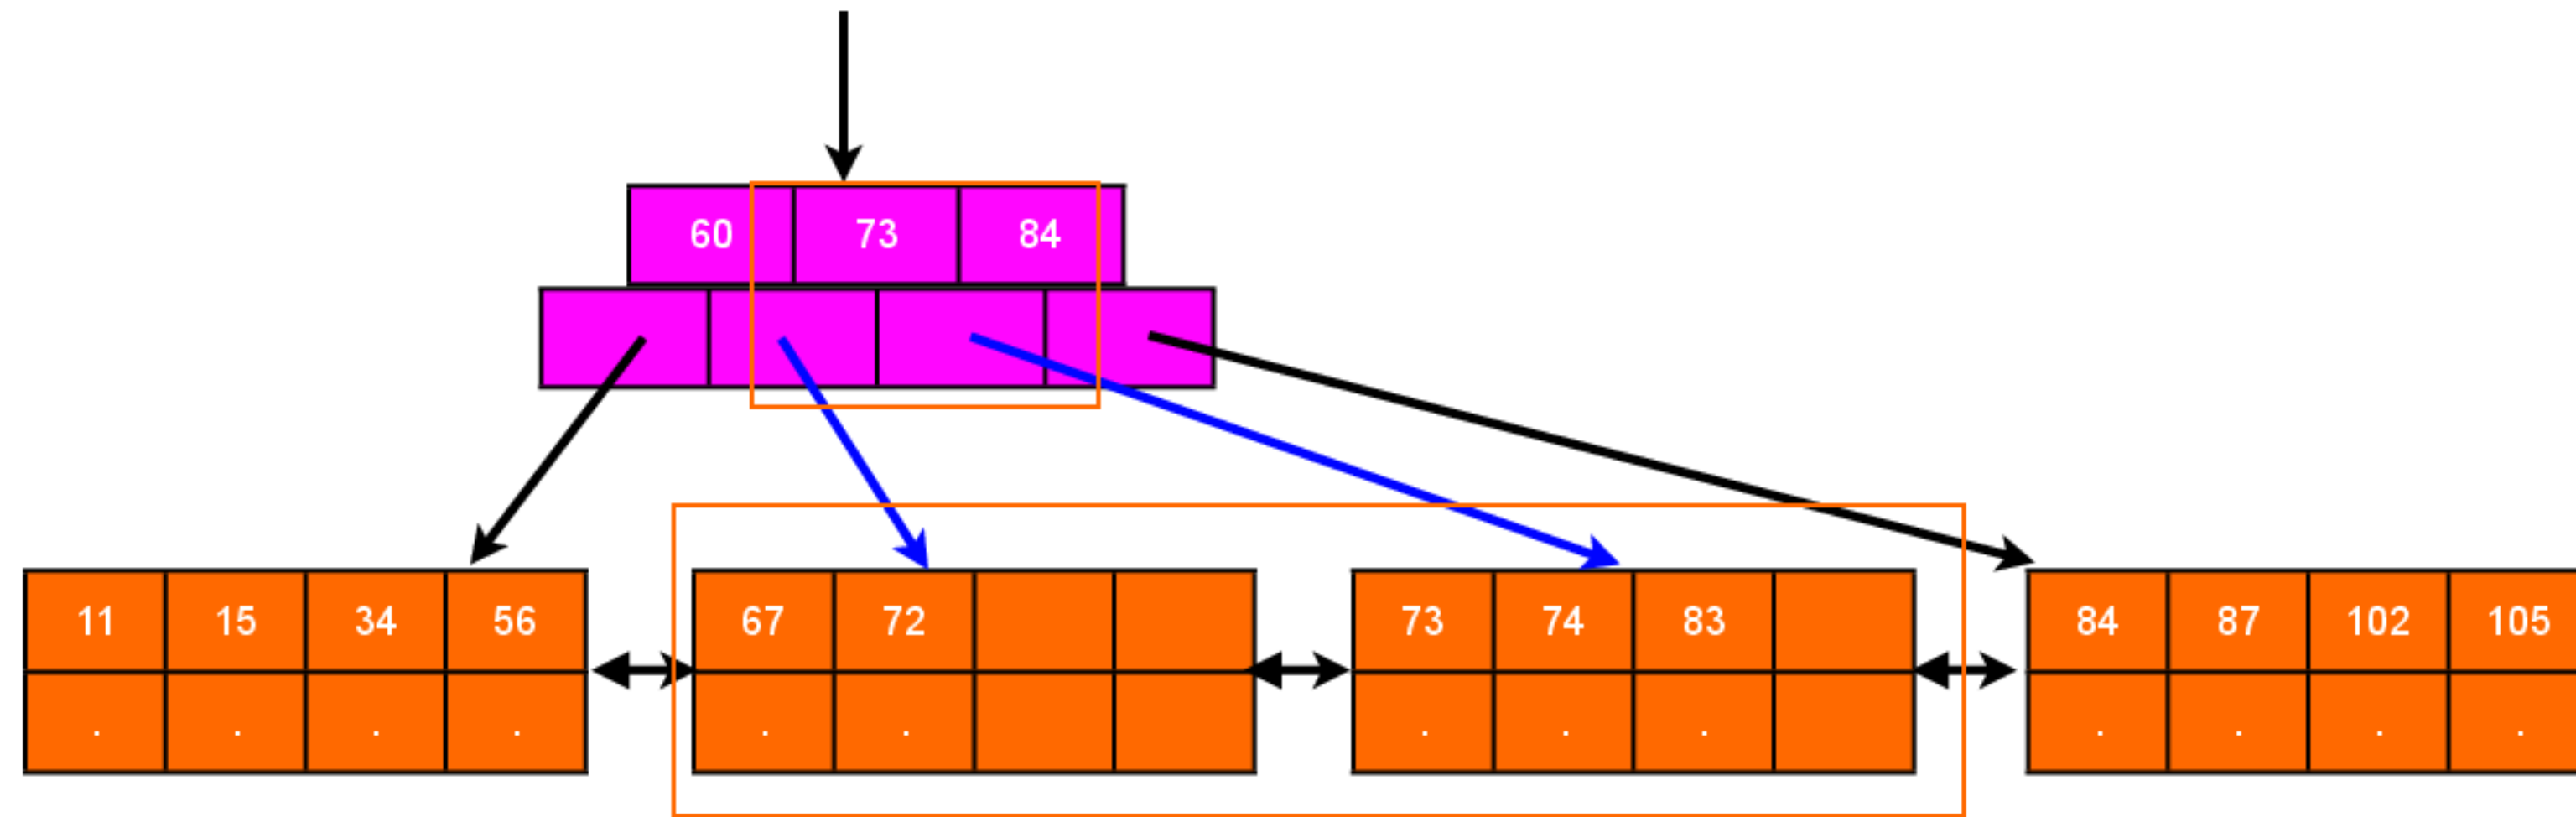 60 73 84
11 15 34 56 67 72 73 74 83 84 87 102 105
. . . . . . . . . . . . .